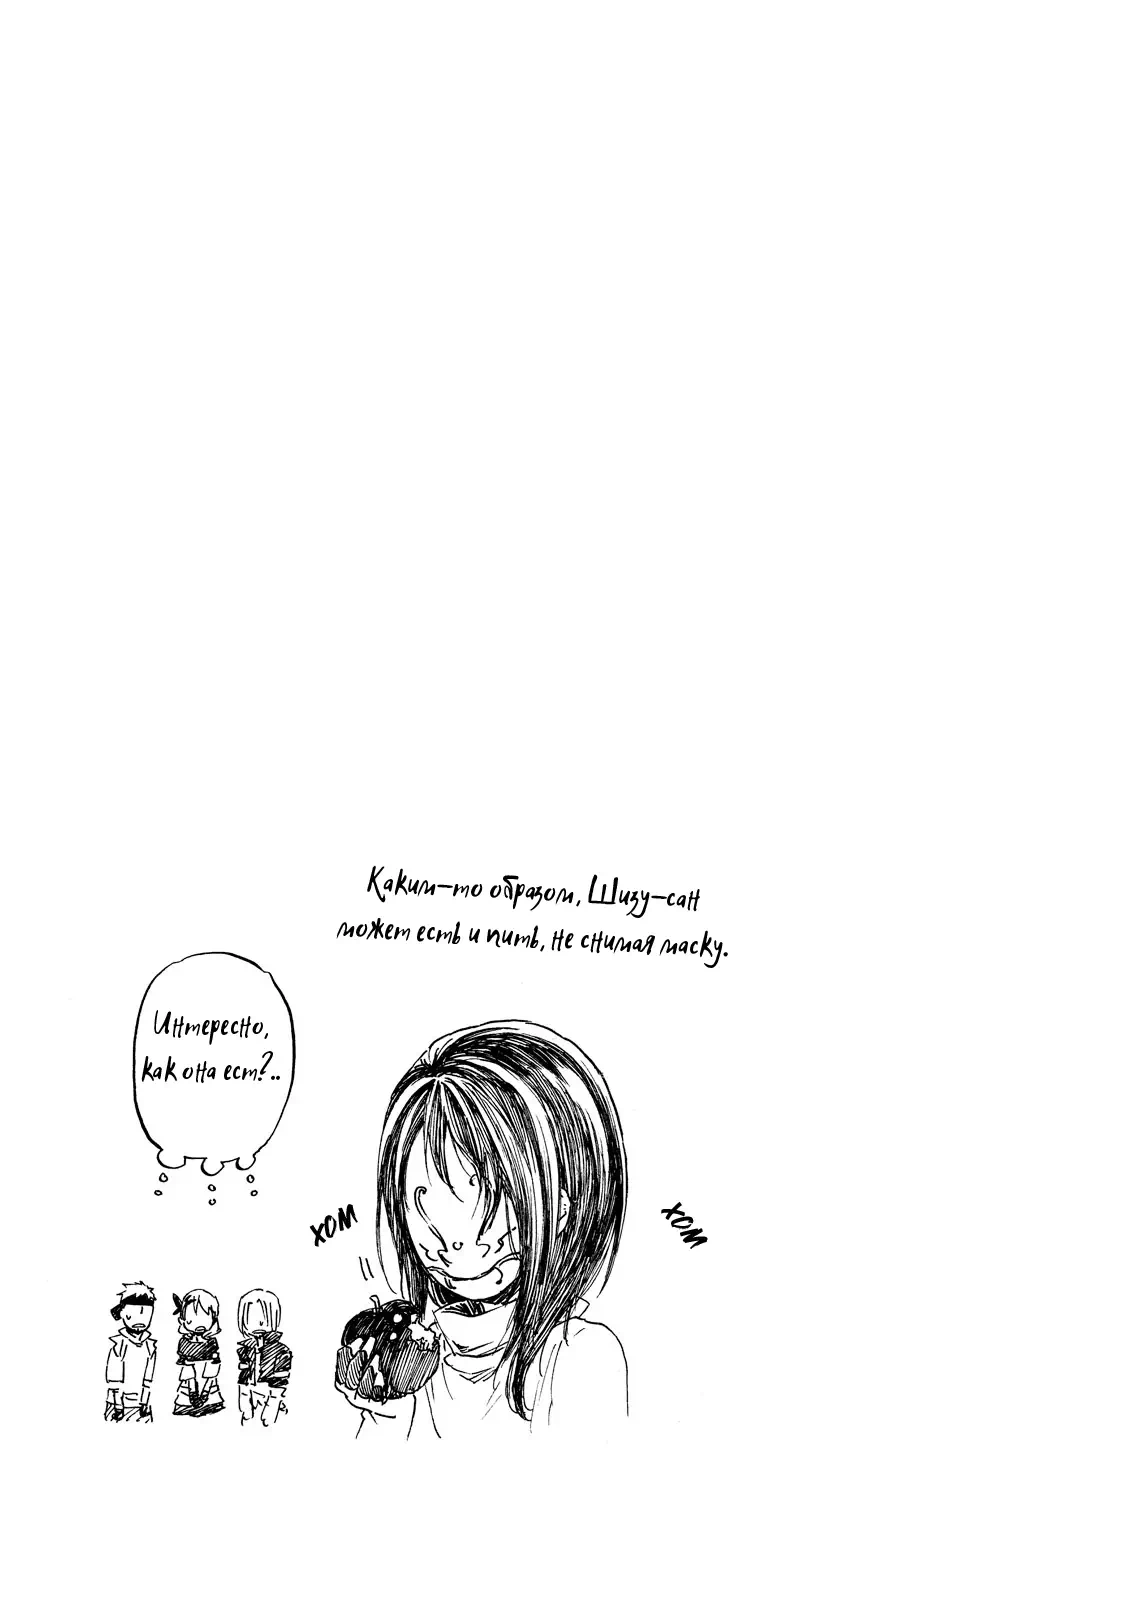 Каким-то образом, Шизу-сан
может есть и пить, не снимая маску.
Интересно,
как она ест?..
хом
хом